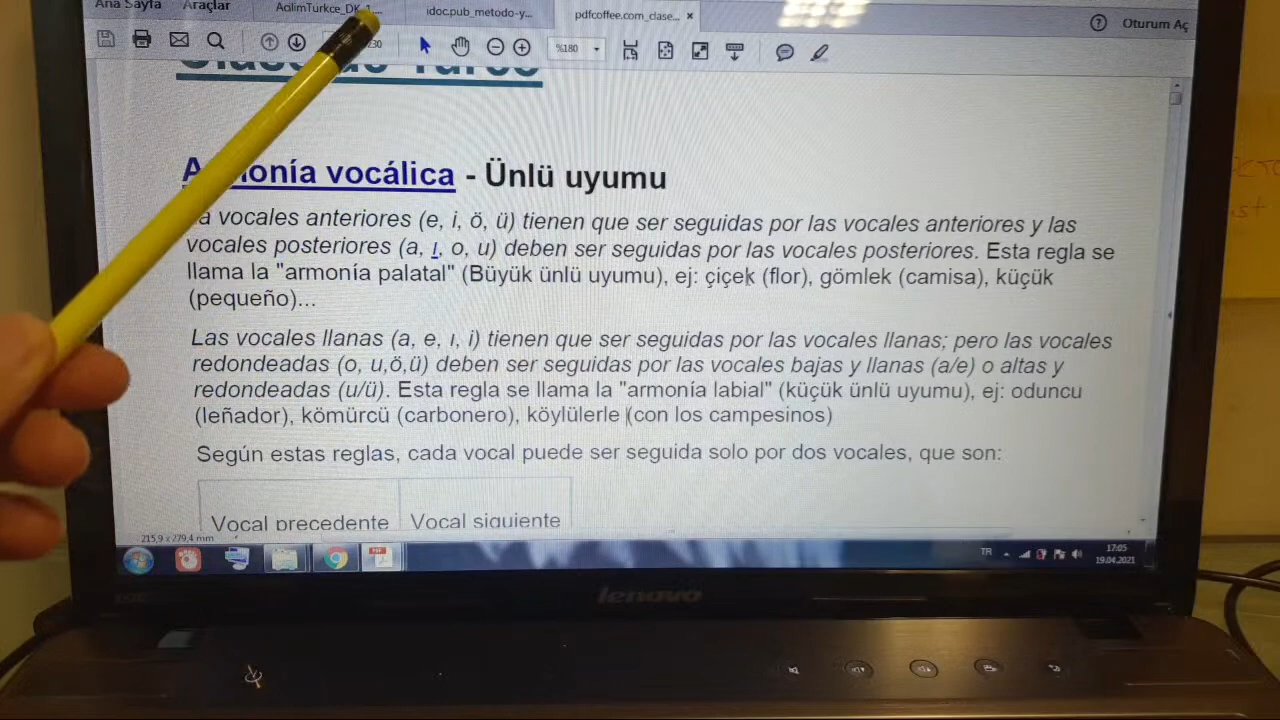 Ana Sayfa Araçlar AcilimTurkce_DK_1... idoc.pub_metodo-y... pdfcoffee.com_clase... × ? Oturum Aç
%180
Armonía vocálica - Ünlü uyumu
vocales anteriores (e, i, ö, ü) tienen que ser seguidas por las vocales anteriores y las
vocales posteriores (a, ı, o, u) deben ser seguidas por las vocales posteriores. Esta regla se
llama la "armonía palatal" (Büyük ünlü uyumu), ej: çiçek (flor), gömlek (camisa), küçük
(pequeño)...
Las vocales llanas (a, e, ı, i) tienen que ser seguidas por las vocales llanas; pero las vocales
redondeadas (o, u,ö,ü) deben ser seguidas por las vocales bajas y llanas (a/e) o altas y
redondeadas (u/ü). Esta regla se llama la "armonía labial" (küçük ünlü uyumu), ej: oduncu
(leñador), kömürcü (carbonero), köylülerle (con los campesinos)
Según estas reglas, cada vocal puede ser seguida solo por dos vocales, que son:
Vocal precedente Vocal siguiente
215,9 x 279,4 mm
TR 17:05
19.04.2021
lenovo